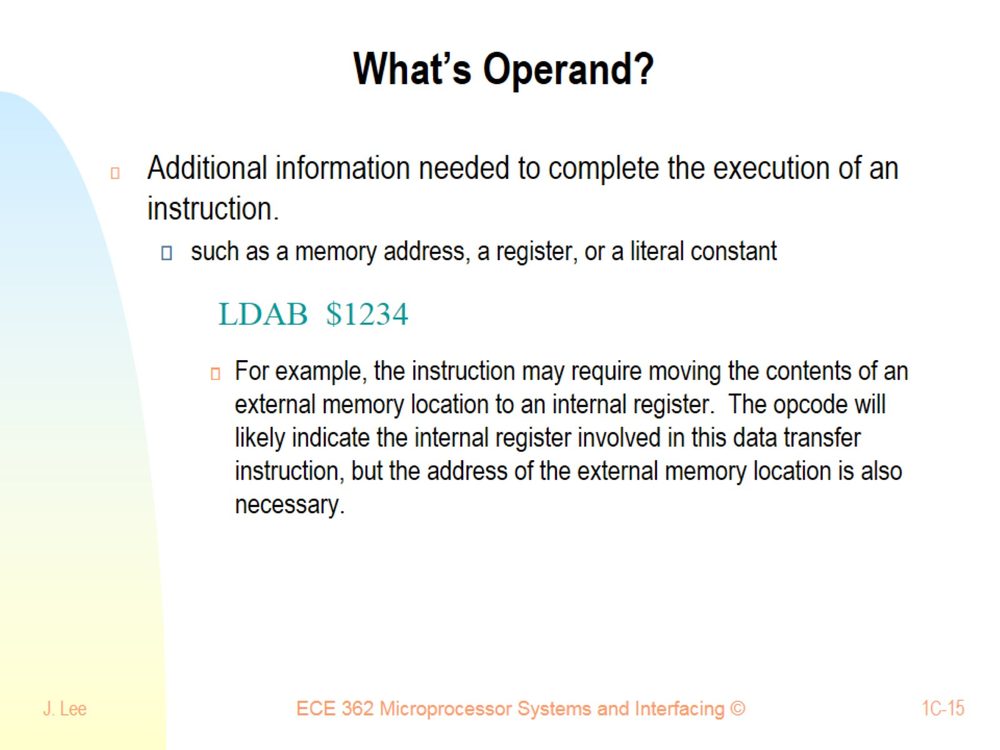 What's Operand?
Additional information needed to complete the execution of an
instruction.
such as a memory address, a register, or a literal constant
LDAB  $1234
For example, the instruction may require moving the contents of an
external memory location to an internal register.  The opcode will
likely indicate the internal register involved in this data transfer
instruction, but the address of the external memory location is also
necessary.
J. Lee
ECE 362 Microprocessor Systems and Interfacing ©
1C-15